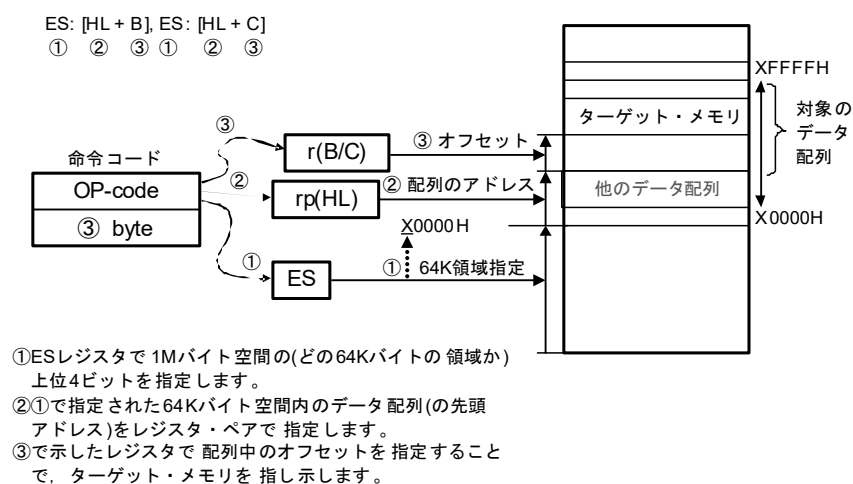 ES: [HL + B], ES: [HL + C]
① ② ③ ① ② ③
XFFFFH
ターゲット・メモリ
対象の
データ
配列
③
r(B/C)
③ オフセット
命令コード
OP-code
②
rp(HL)
② 配列のアドレス
他のデータ配列
③ byte
X0000H
X0000H
①
ES
① 64K領域指定
①ESレジスタで1Mバイト空間の(どの64Kバイトの領域か)
上位4ビットを指定します。
②①で指定された64Kバイト空間内のデータ配列(の先頭
アドレス)をレジスタ・ペアで指定します。
③で示したレジスタで配列中のオフセットを指定すること
で，ターゲット・メモリを指し示します。